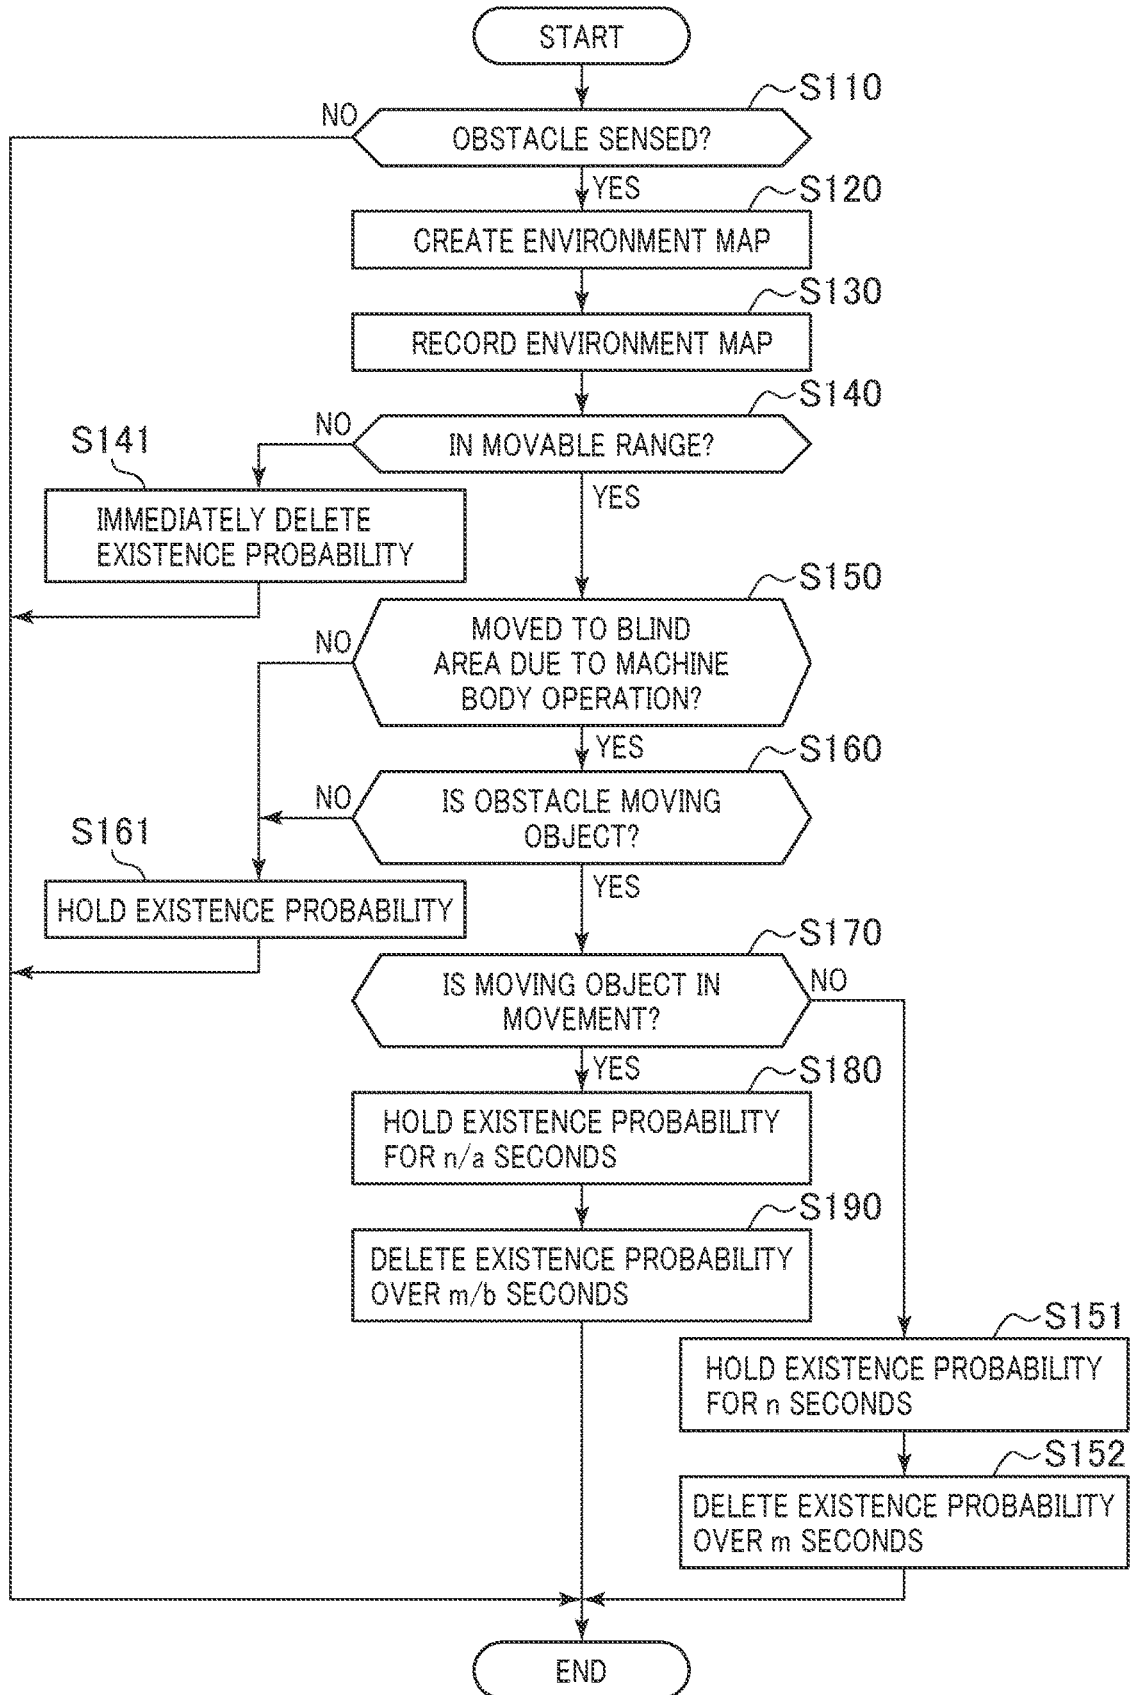 START
S110
NO
OBSTACLE SENSED?
YES
S120
CREATE ENVIRONMENT MAP
S130
RECORD ENVIRONMENT MAP
S140
NO
IN MOVABLE RANGE?
S141
YES
IMMEDIATELY DELETE
EXISTENCE PROBABILITY
S150
NO
MOVED TO BLIND
AREA DUE TO MACHINE
BODY OPERATION?
YES
S160
NO
IS OBSTACLE MOVING
OBJECT?
S161
YES
HOLD EXISTENCE PROBABILITY
S170
IS MOVING OBJECT IN
MOVEMENT?
NO
YES
S180
HOLD EXISTENCE PROBABILITY
FOR n/a SECONDS
S190
DELETE EXISTENCE PROBABILITY
OVER m/b SECONDS
S151
HOLD EXISTENCE PROBABILITY
FOR n SECONDS
S152
DELETE EXISTENCE PROBABILITY
OVER m SECONDS
END